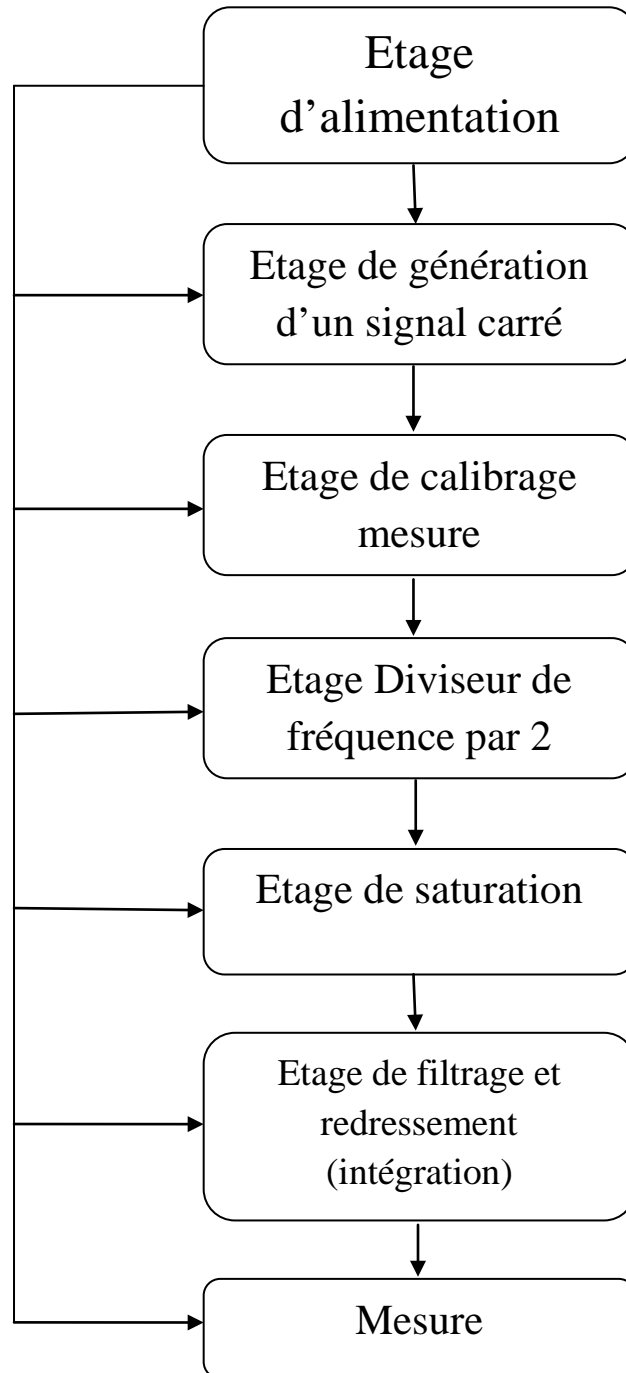 Etage
d’alimentation
Etage de génération
d’un signal carré
Etage de calibrage
mesure
Etage Diviseur de
fréquence par 2
Etage de saturation
Etage de filtrage et
redressement
(intégration)
Mesure